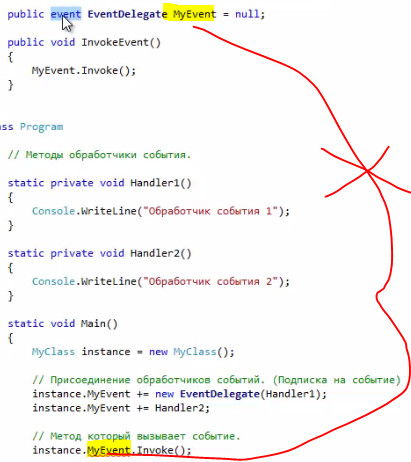 public event EventDelegate MyEvent = null;
public void InvokeEvent()
{
MyEvent.Invoke();
}
ss Program
// Методы обработчики события.
static private void Handler1()
{
Console.WriteLine("Обработчик события 1");
}
static private void Handler2()
{
Console.WriteLine("Обработчик события 2");
}
static void Main()
{
MyClass instance = new MyClass();
// Присоединение обработчиков событий. (Подписка на событие)
instance.MyEvent += new EventDelegate(Handler1);
instance.MyEvent += Handler2;
// Метод который вызывает событие.
instance.MyEvent.Invoke();